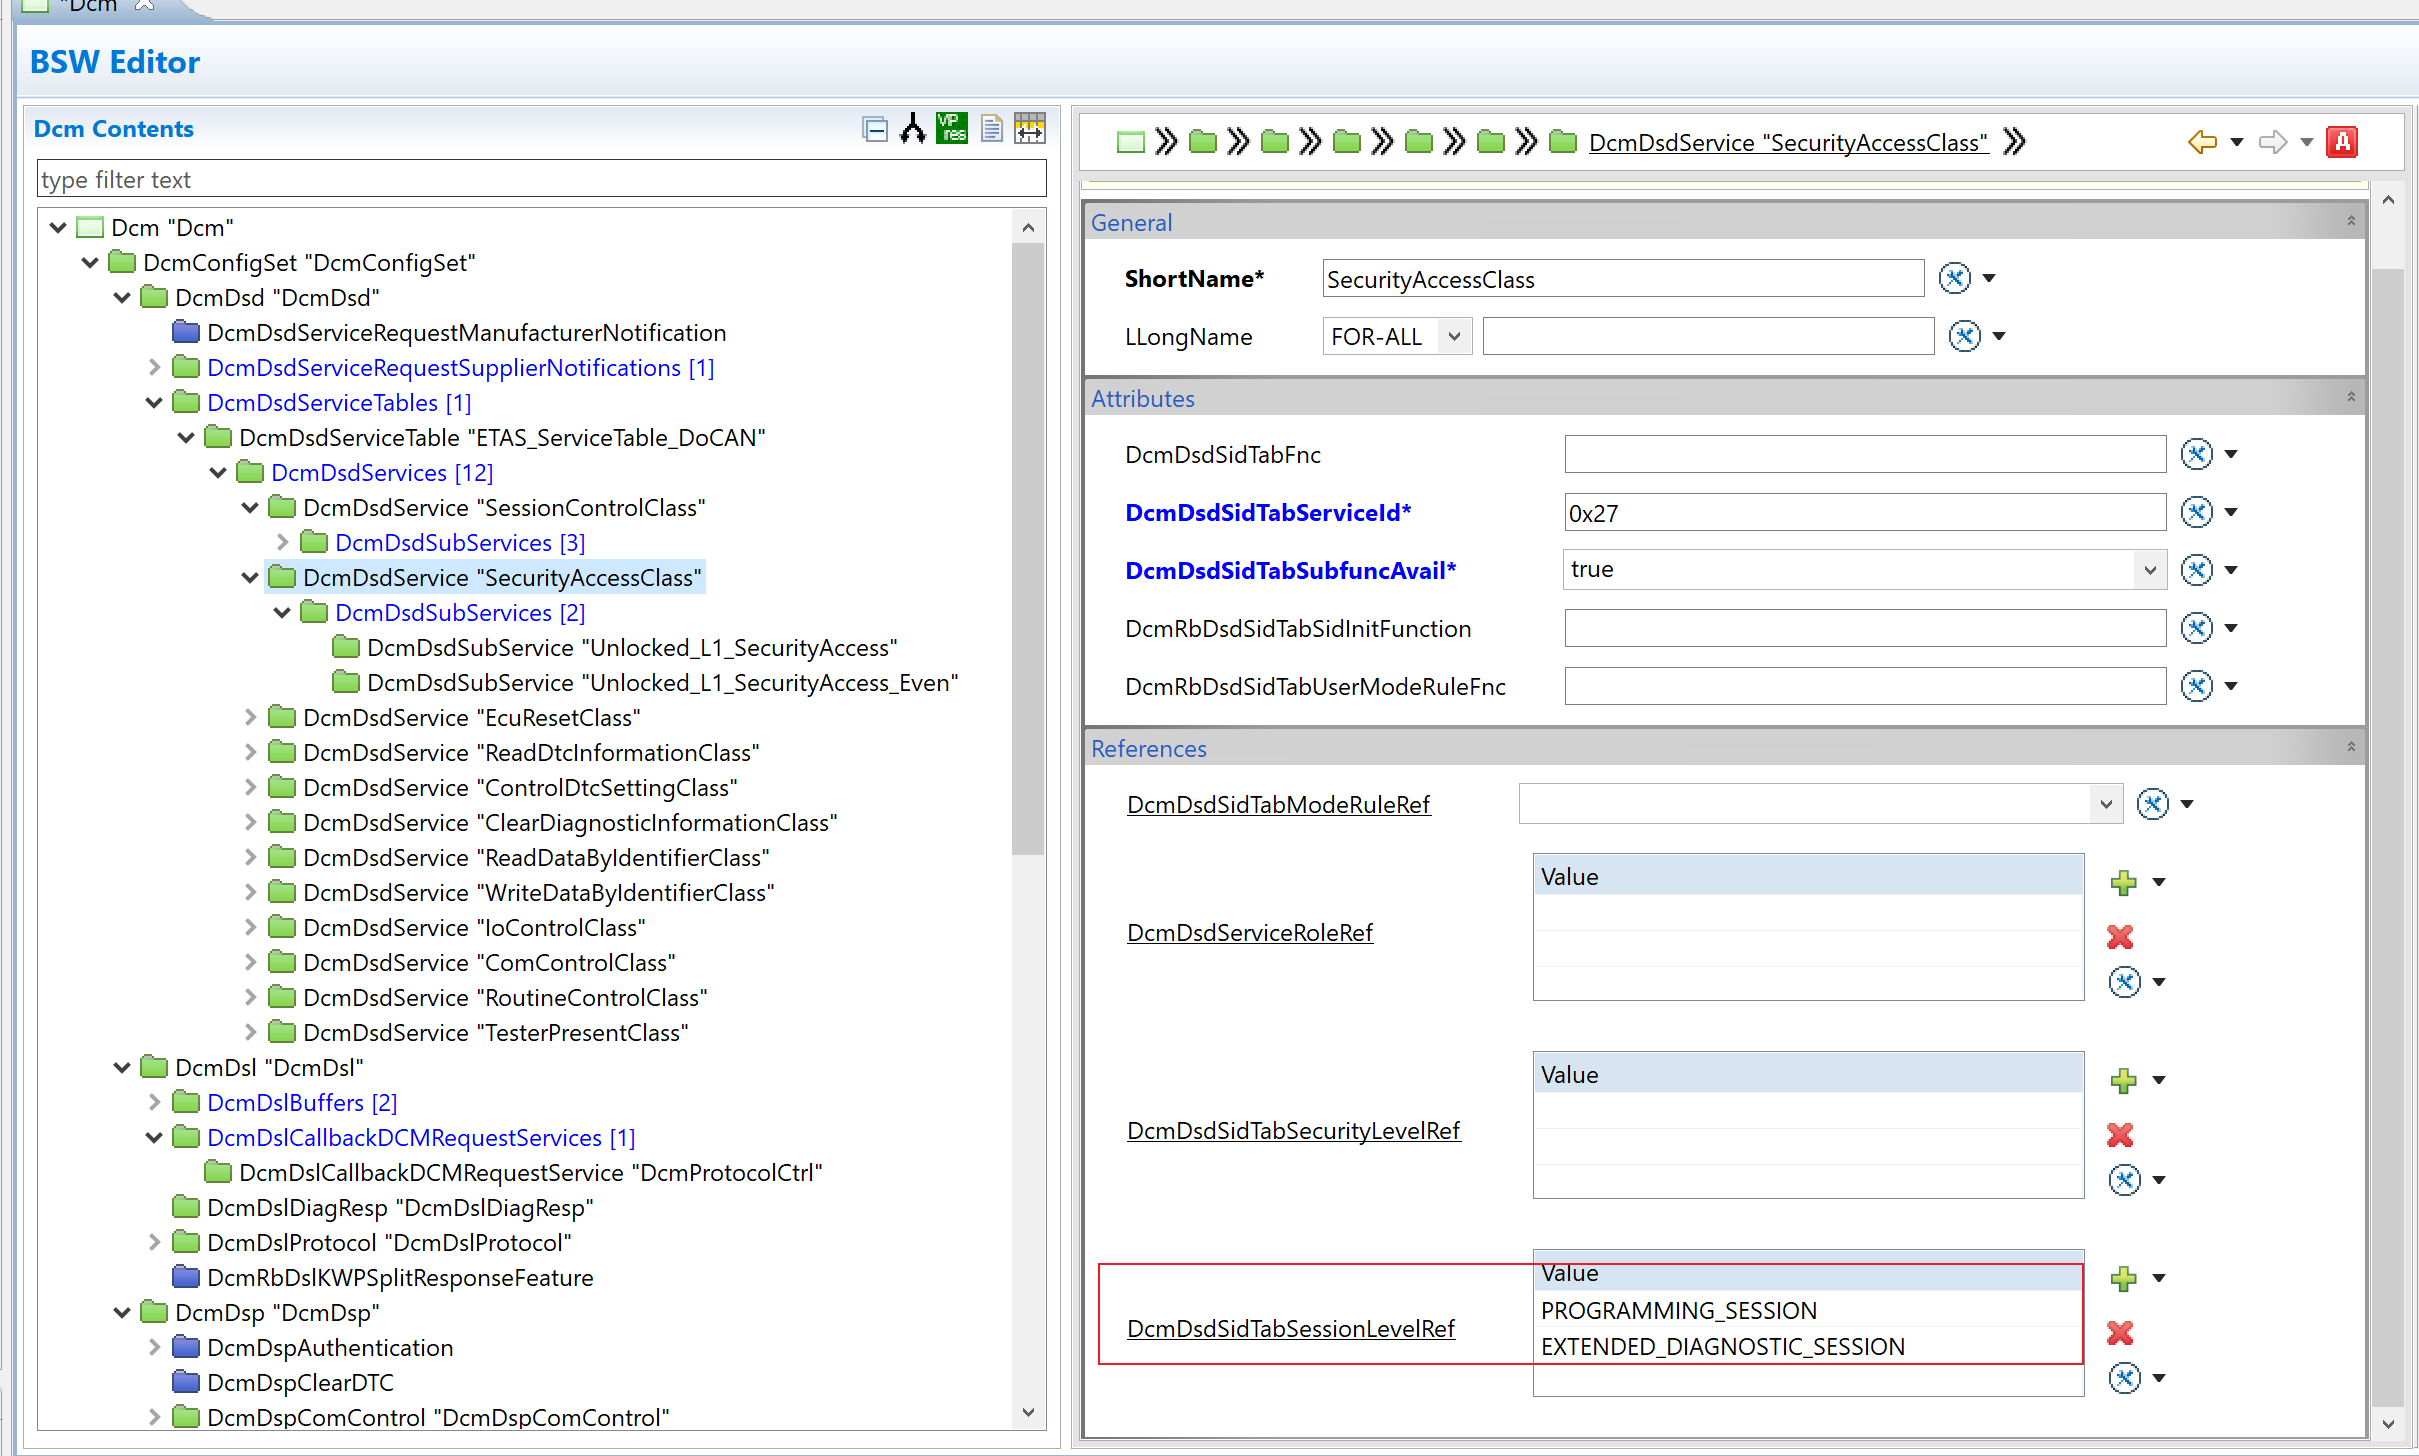 "Dcm
BSW Editor
Dcm Contents
VP
res
type filter text
Dcm "Dcm"
DcmConfigSet "DcmConfigSet"
DcmDsd "DcmDsd"
DcmDsdServiceRequestManufacturerNotification
DcmDsdServiceRequestSupplierNotifications [1]
DcmDsdServiceTables [1]
DcmDsdServiceTable "ETAS_ServiceTable_DoCAN"
DcmDsdServices [12]
DcmDsdService "SessionControlClass"
DcmDsdSubServices [3]
DcmDsdService "SecurityAccessClass"
DcmDsdSubServices [2]
DcmDsdSubService "Unlocked_L1_SecurityAccess"
DcmDsdSubService "Unlocked_L1_SecurityAccess_Even"
DcmDsdService "EcuResetClass"
DcmDsdService "ReadDtcInformationClass"
DcmDsdService "ControlDtcSettingClass"
DcmDsdService "ClearDiagnosticInformationClass"
DcmDsdService "ReadDataByIdentifierClass"
DcmDsdService "WriteDataByIdentifierClass"
DcmDsdService "IoControlClass"
DcmDsdService "ComControlClass"
DcmDsdService "RoutineControlClass"
DcmDsdService "TesterPresentClass"
DcmDsl "DcmDsl"
DcmDslBuffers [2]
DcmDslCallbackDCMRequestServices [1]
DcmDslCallbackDCMRequestService "DcmProtocolCtrl"
DcmDslDiagResp "DcmDslDiagResp"
DcmDslProtocol "DcmDslProtocol"
DcmRbDslKWPSplitResponseFeature
DcmDsp "DcmDsp"
DcmDspAuthentication
DcmDspClearDTC
DcmDspComControl "DcmDspComControl"
DcmDsdService "SecurityAccessClass"
A
General
ShortName* SecurityAccessClass
LLongName FOR-ALL
Attributes
DcmDsdSidTabFnc
DcmDsdSidTabServiceId* 0x27
DcmDsdSidTabSubfuncAvail* true
DcmRbDsdSidTabSidInitFunction
DcmRbDsdSidTabUserModeRuleFnc
References
DcmDsdSidTabModeRuleRef
Value
DcmDsdServiceRoleRef
Value
DcmDsdSidTabSecurityLevelRef
Value
PROGRAMMING_SESSION
DcmDsdSidTabSessionLevelRef
EXTENDED_DIAGNOSTIC_SESSION